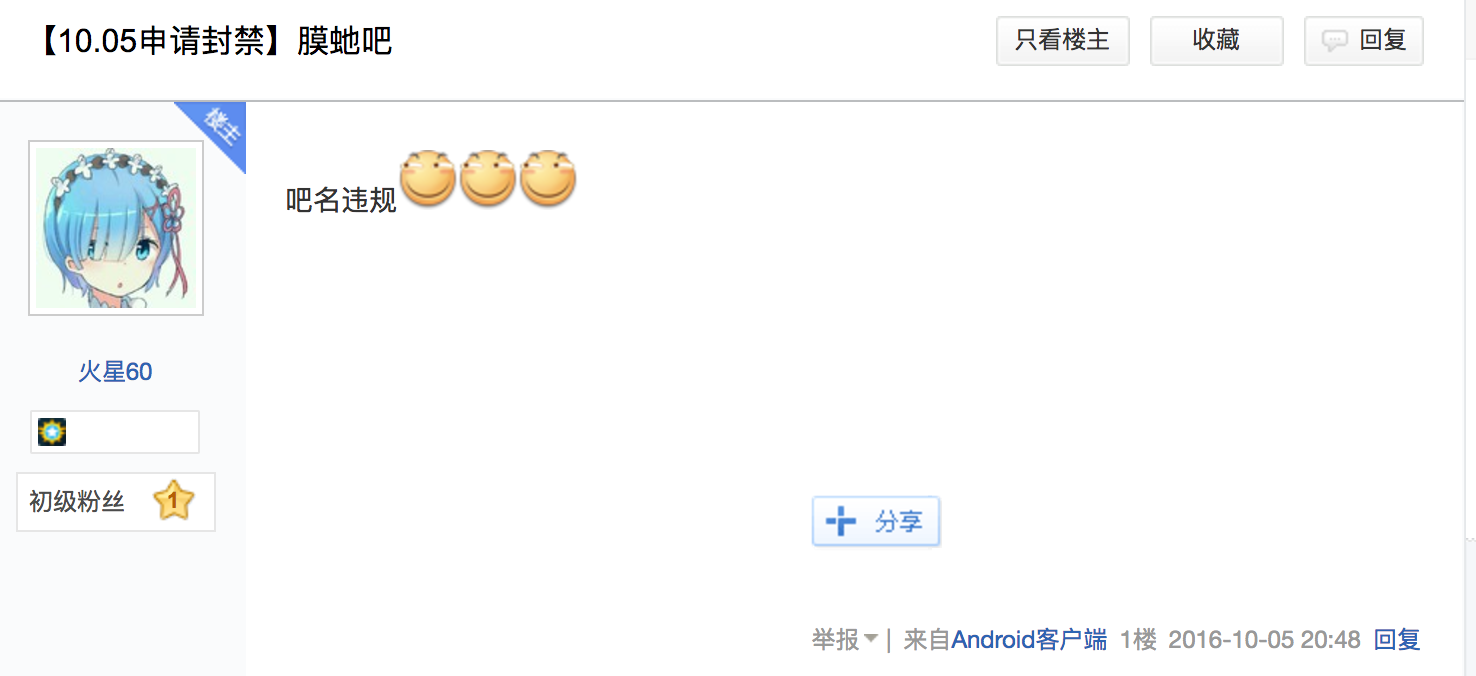 【10.05申请封禁】膜虵吧
只看楼主
收藏
回复
楼主
吧名违规
火星60
初级粉丝 1
分享
举报 | 来自Android客户端 1楼 2016-10-05 20:48 回复